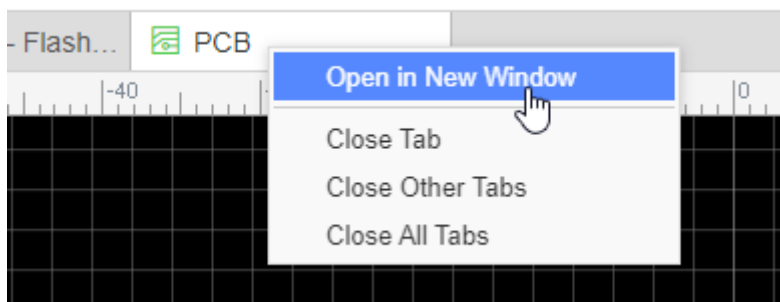 - Flash... PCB
Open in New Window
-40
0
Close Tab
Close Other Tabs
Close All Tabs